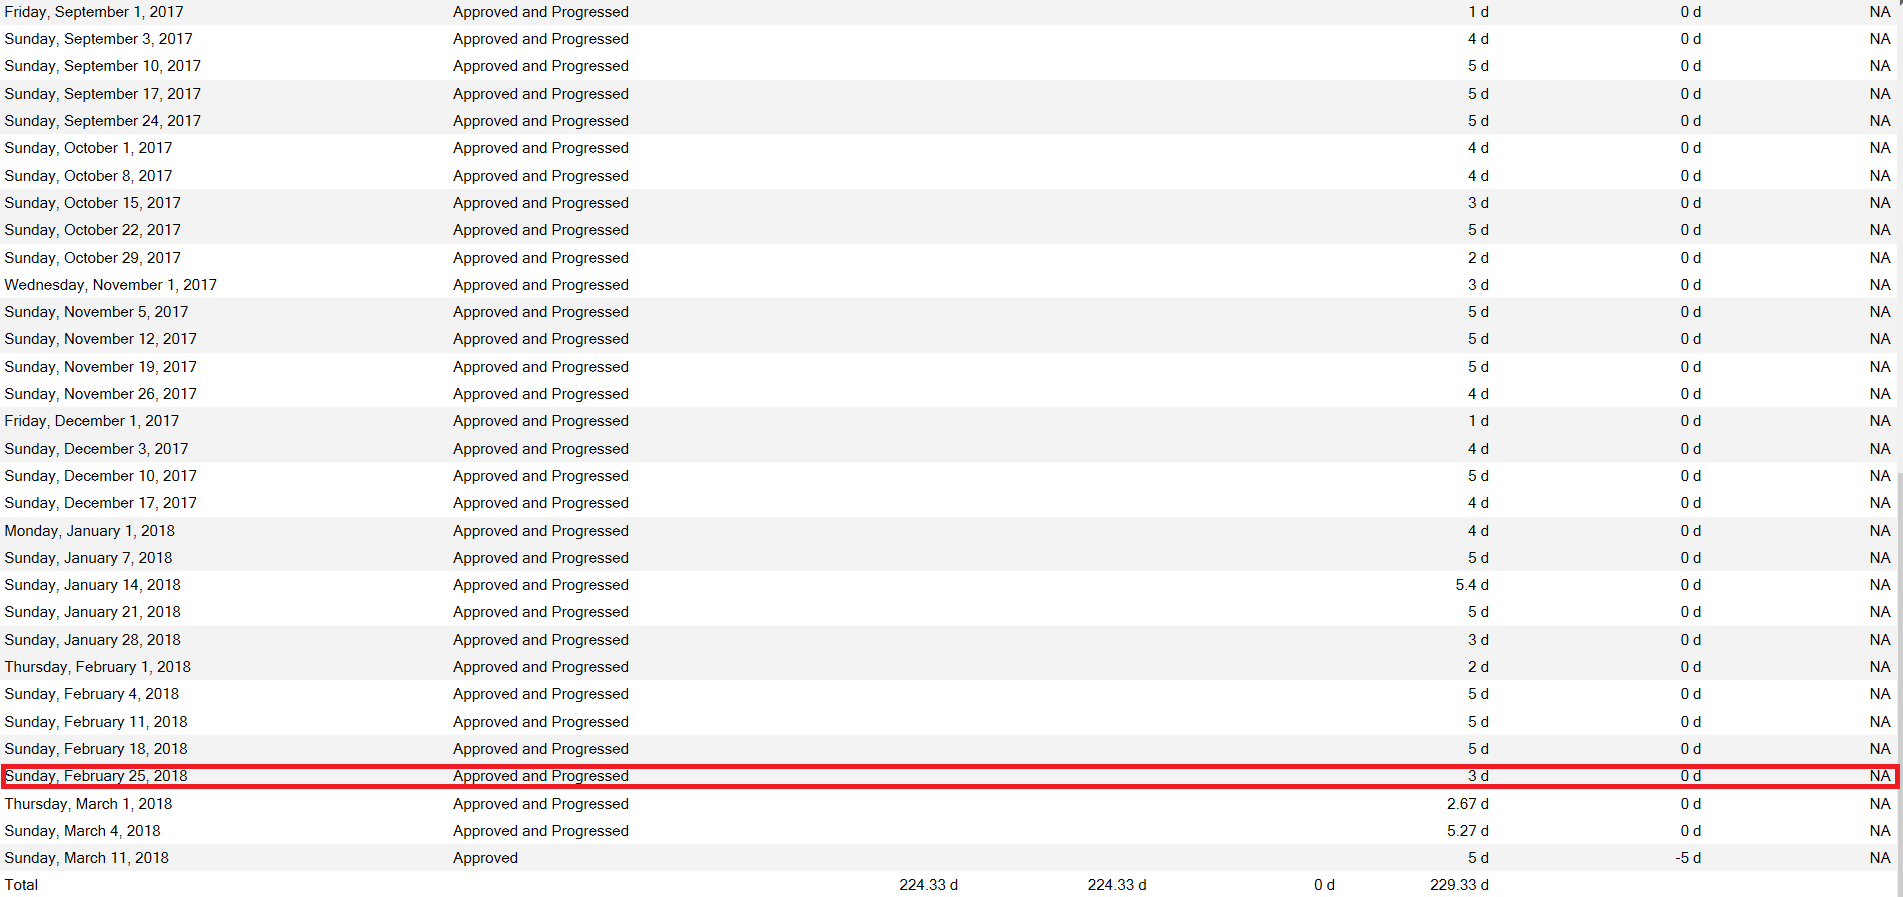 Friday, September 1, 2017 Approved and Progressed 1 d 0 d NA
Sunday, September 3, 2017 Approved and Progressed 4 d 0 d NA
Sunday, September 10, 2017 Approved and Progressed 5 d 0 d NA
Sunday, September 17, 2017 Approved and Progressed 5 d 0 d NA
Sunday, September 24, 2017 Approved and Progressed 5 d 0 d NA
Sunday, October 1, 2017 Approved and Progressed 4 d 0 d NA
Sunday, October 8, 2017 Approved and Progressed 4 d 0 d NA
Sunday, October 15, 2017 Approved and Progressed 3 d 0 d NA
Sunday, October 22, 2017 Approved and Progressed 5 d 0 d NA
Sunday, October 29, 2017 Approved and Progressed 2 d 0 d NA
Wednesday, November 1, 2017 Approved and Progressed 3 d 0 d NA
Sunday, November 5, 2017 Approved and Progressed 5 d 0 d NA
Sunday, November 12, 2017 Approved and Progressed 5 d 0 d NA
Sunday, November 19, 2017 Approved and Progressed 5 d 0 d NA
Sunday, November 26, 2017 Approved and Progressed 4 d 0 d NA
Friday, December 1, 2017 Approved and Progressed 1 d 0 d NA
Sunday, December 3, 2017 Approved and Progressed 4 d 0 d NA
Sunday, December 10, 2017 Approved and Progressed 5 d 0 d NA
Sunday, December 17, 2017 Approved and Progressed 4 d 0 d NA
Monday, January 1, 2018 Approved and Progressed 4 d 0 d NA
Sunday, January 7, 2018 Approved and Progressed 5 d 0 d NA
Sunday, January 14, 2018 Approved and Progressed 5.4 d 0 d NA
Sunday, January 21, 2018 Approved and Progressed 5 d 0 d NA
Sunday, January 28, 2018 Approved and Progressed 3 d 0 d NA
Thursday, February 1, 2018 Approved and Progressed 2 d 0 d NA
Sunday, February 4, 2018 Approved and Progressed 5 d 0 d NA
Sunday, February 11, 2018 Approved and Progressed 5 d 0 d NA
Sunday, February 18, 2018 Approved and Progressed 5 d 0 d NA
Sunday, February 25, 2018 Approved and Progressed 3 d 0 d NA
Thursday, March 1, 2018 Approved and Progressed 2.67 d 0 d NA
Sunday, March 4, 2018 Approved and Progressed 5.27 d 0 d NA
Sunday, March 11, 2018 Approved 5 d -5 d NA
Total 224.33 d 224.33 d 0 d 229.33 d